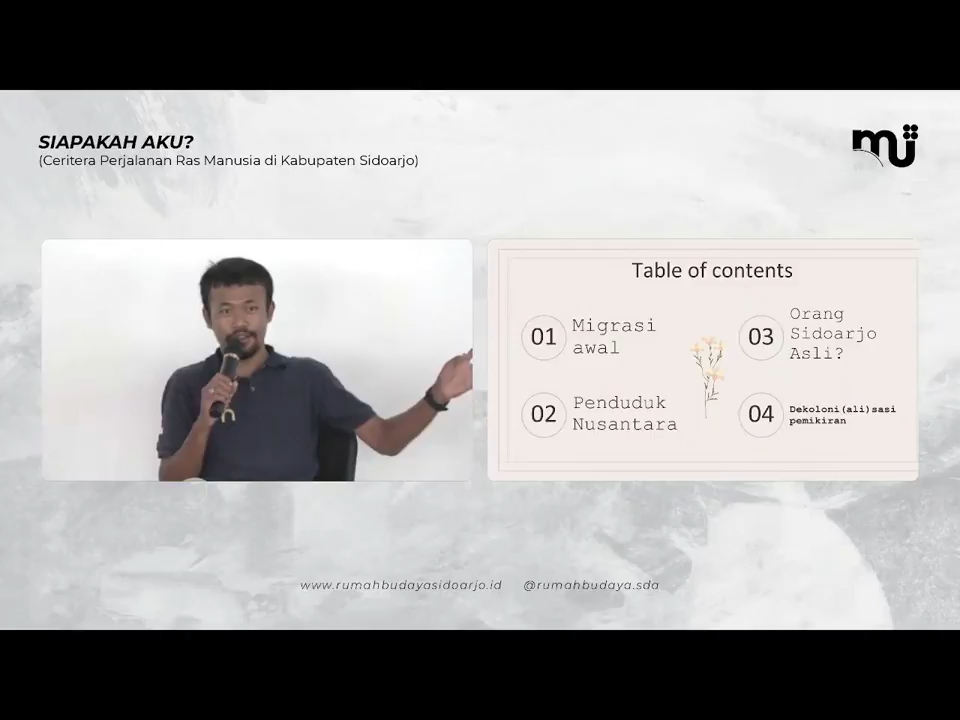 SIAPAKAH AKU?
(Ceritera Perjalanan Ras Manusia di Kabupaten Sidoarjo)
mu
Table of contents
01
Migrasi
awal
02
Penduduk
Nusantara
03
Orang
Sidoarjo
Asli?
04
Dekoloni(ali)sasi
pemikiran
www.rumahbudayasidoarjo.id @rumahbudaya.sda